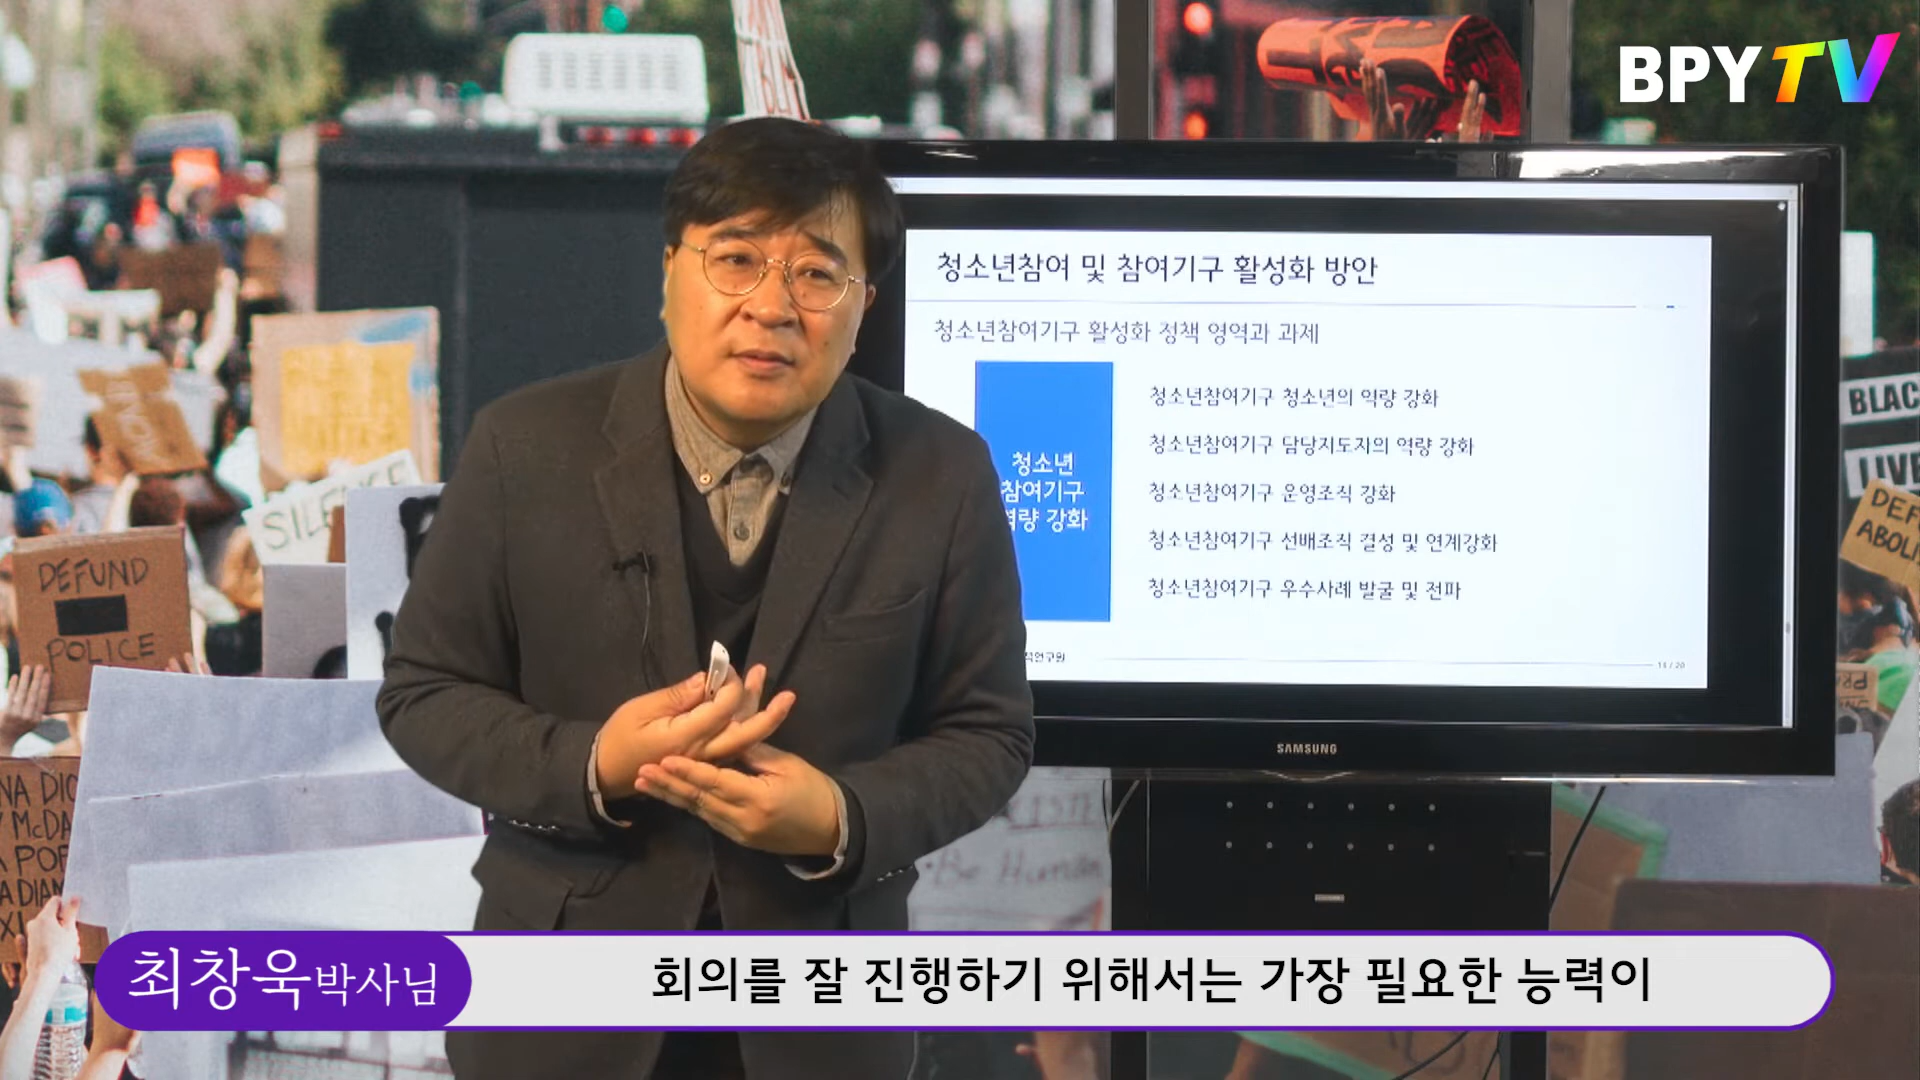 BPY TV
청소년참여 및 참여기구 활성화 방안
청소년참여기구 활성화 정책 영역과 과제
청소년
참여기구
역량 강화
청소년참여기구 청소년의 역량 강화
청소년참여기구 담당지도자의 역량 강화
청소년참여기구 운영조직 강화
청소년참여기구 선배조직 결성 및 연계강화
청소년참여기구 우수사례 발굴 및 전파
SAMSUNG
DEFUND
POLICE
BLAC
LIVE
DEF
ABOLI
Be Human
최창욱박사님
회의를 잘 진행하기 위해서는 가장 필요한 능력이